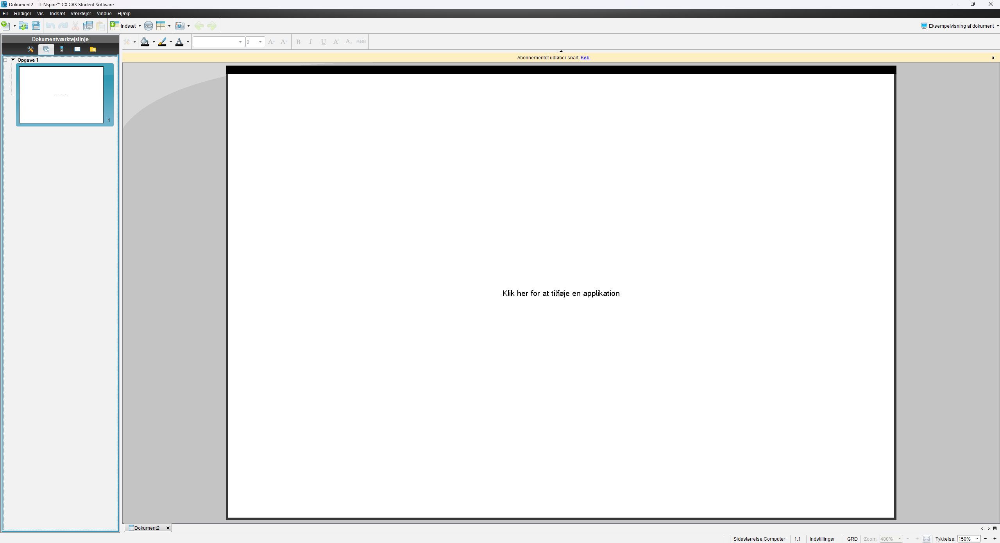 Dokument2 - TI-Nspire™ CX CAS Student Software
Fil Rediger Vis Indsæt Værktøjer Vindue Hjælp
Indsæt var Eksempelvisning af dokument
Dokumentværktøjslinje
0 A A B I U A A ABC
Abonnementet udløber snart. Køb. x
Opgave 1
1
Klik her for at tilføje en applikation
Dokument2
Sidestørrelse:Computer 1.1 Indstillinger GRD Zoom: 480% − + Tykkelse: 150% − +